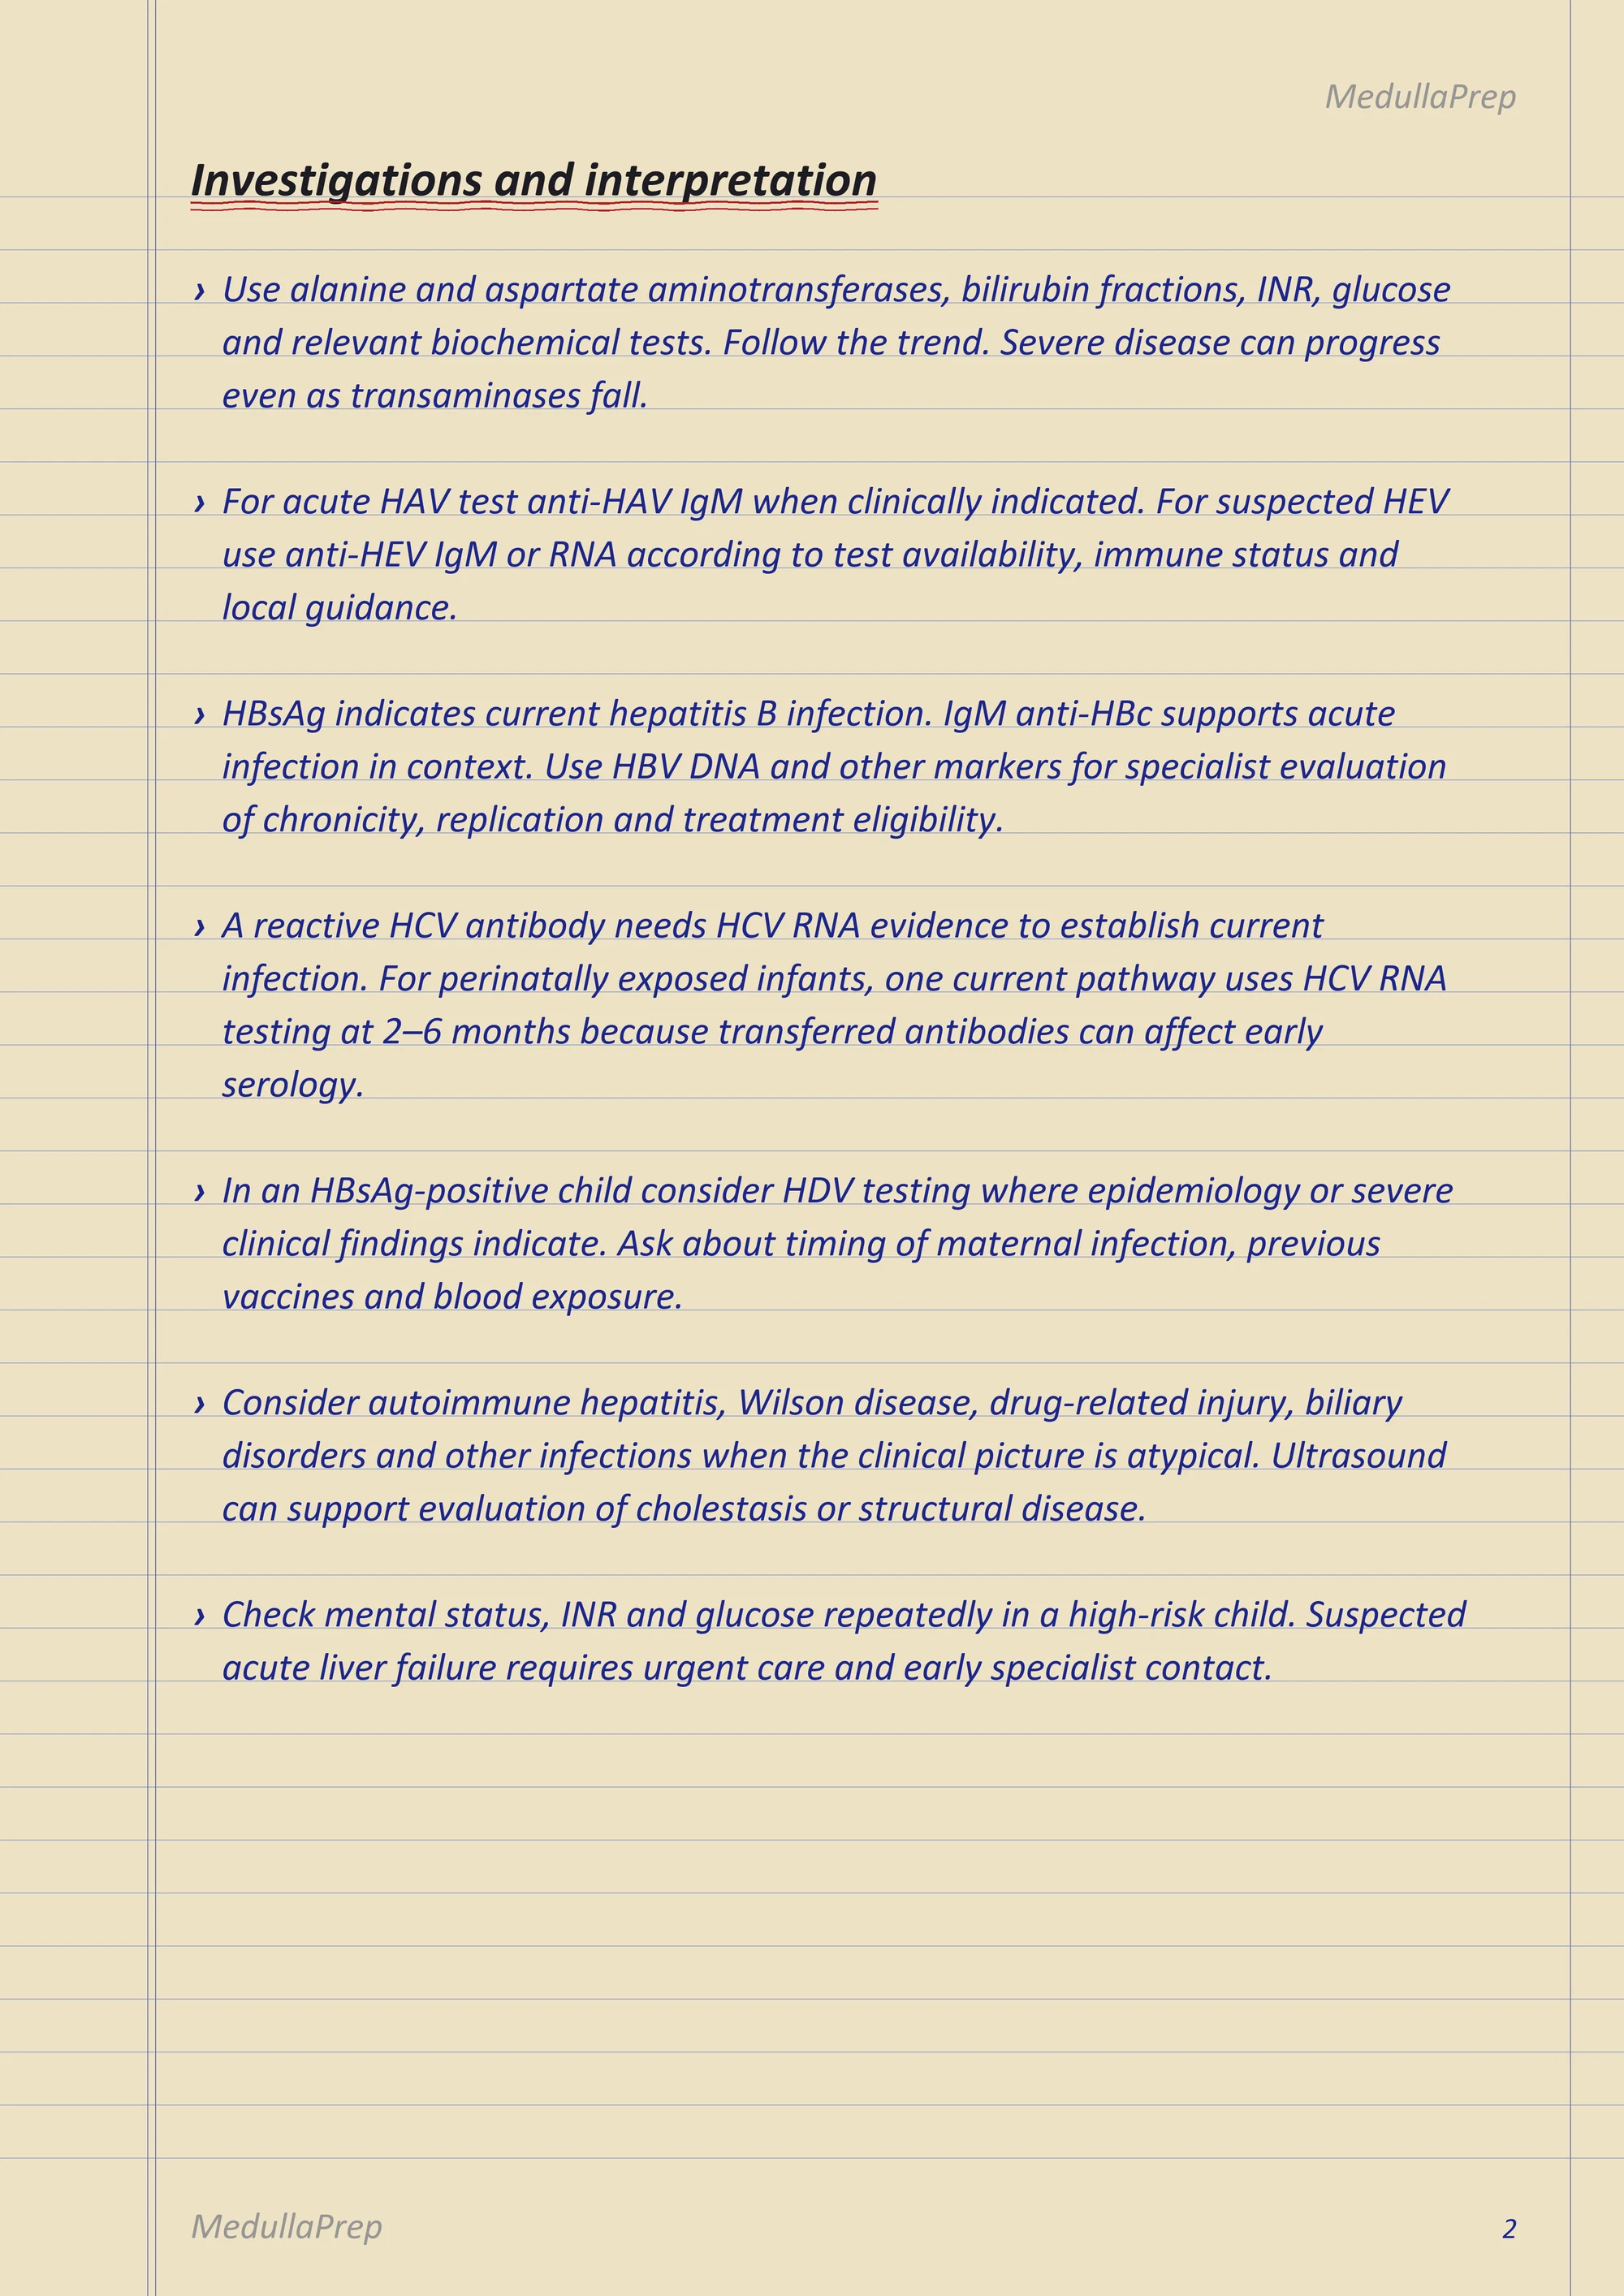 MedullaPrep
Investigations and interpretation
› Use alanine and aspartate aminotransferases, bilirubin fractions, INR, glucose
and relevant biochemical tests. Follow the trend. Severe disease can progress
even as transaminases fall.
› For acute HAV test anti-HAV IgM when clinically indicated. For suspected HEV
use anti-HEV IgM or RNA according to test availability, immune status and
local guidance.
› HBsAg indicates current hepatitis B infection. IgM anti-HBc supports acute
infection in context. Use HBV DNA and other markers for specialist evaluation
of chronicity, replication and treatment eligibility.
› A reactive HCV antibody needs HCV RNA evidence to establish current
infection. For perinatally exposed infants, one current pathway uses HCV RNA
testing at 2–6 months because transferred antibodies can affect early
serology.
› In an HBsAg-positive child consider HDV testing where epidemiology or severe
clinical findings indicate. Ask about timing of maternal infection, previous
vaccines and blood exposure.
› Consider autoimmune hepatitis, Wilson disease, drug-related injury, biliary
disorders and other infections when the clinical picture is atypical. Ultrasound
can support evaluation of cholestasis or structural disease.
› Check mental status, INR and glucose repeatedly in a high-risk child. Suspected
acute liver failure requires urgent care and early specialist contact.
MedullaPrep
2